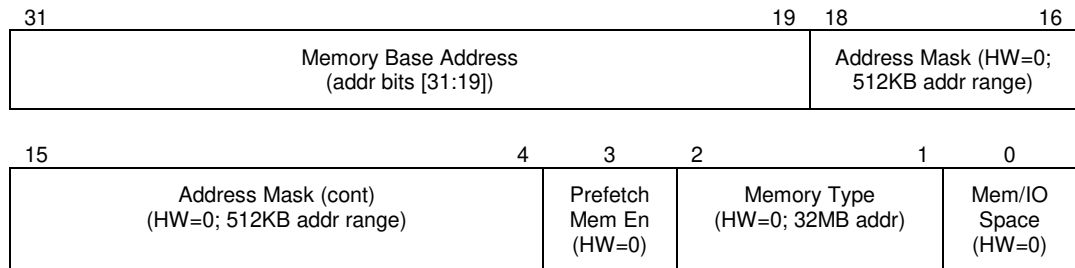 31 19 18 16
Memory Base Address
(addr bits [31:19])
Address Mask (HW=0;
512KB addr range)
15 4 3 2 1 0
Address Mask (cont)
(HW=0; 512KB addr range)
Prefetch
Mem En
(HW=0)
Memory Type
(HW=0; 32MB addr)
Mem/IO
Space
(HW=0)